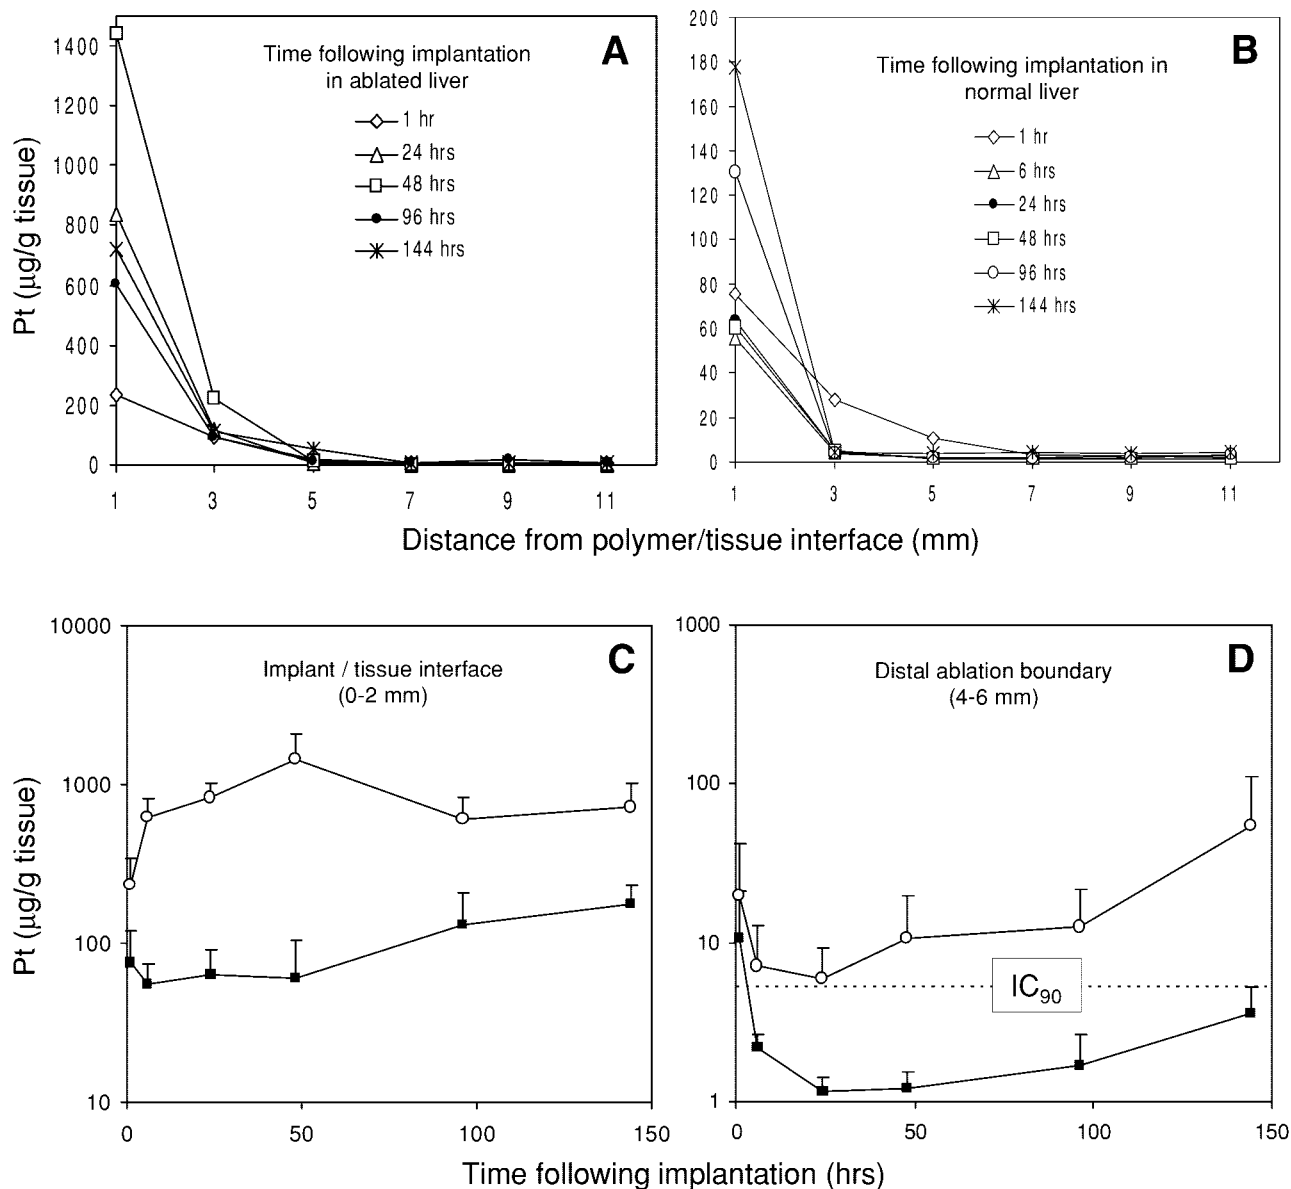 A
Time following implantation
in ablated liver
1 hr
24 hrs
48 hrs
96 hrs
144 hrs
1400
1200
1000
800
600
400
200
0
1 3 5 7 9 11
Pt (μg/g tissue)
B
Time following implantation in
normal liver
1 hr
6 hrs
24 hrs
48 hrs
96 hrs
144 hrs
200
180
160
140
120
100
80
60
40
20
0
1 3 5 7 9 11
Distance from polymer/tissue interface (mm)
C
Implant / tissue interface
(0-2 mm)
10000
1000
100
10
0 50 100 150
Pt (μg/g tissue)
D
Distal ablation boundary
(4-6 mm)
1000
100
10
1
IC90
0 50 100 150
Time following implantation (hrs)